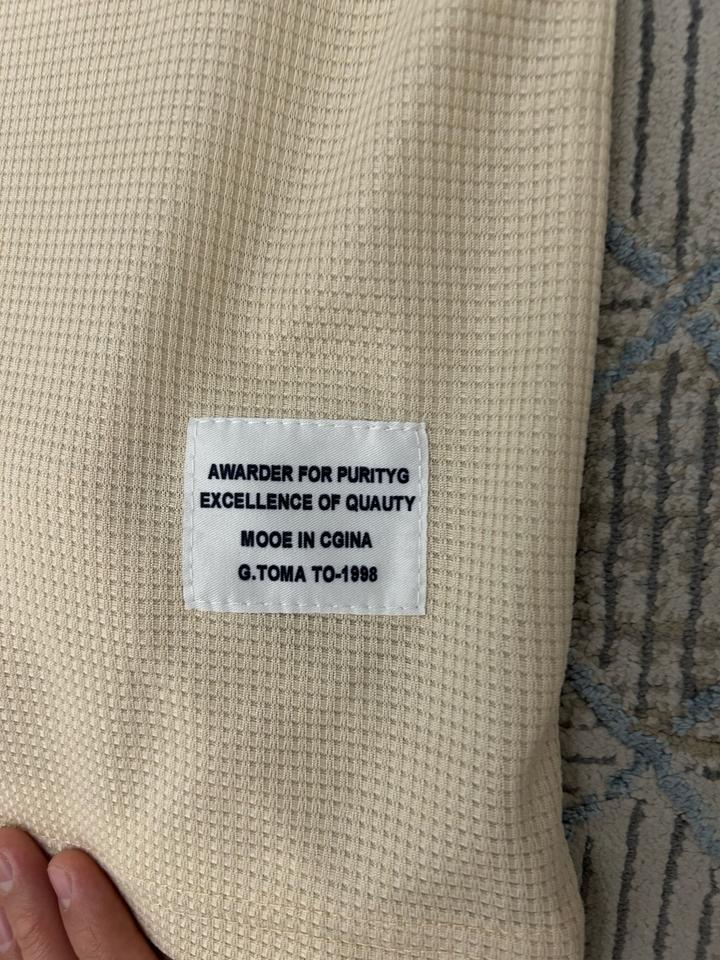 AWARDER FOR PURITYG
EXCELLENCE OF QUAUTY
MOOE IN CGINA
G.TOMA TO-1998